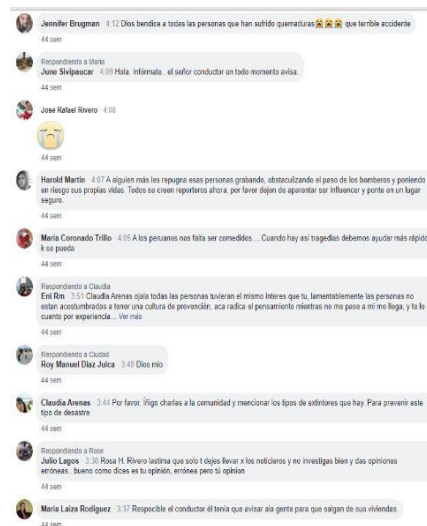 Jennifer Brugman 4:12 Dios bendice a todas las personas que han sufrido quemaduras😭😭😭 que terrible accidente
44 sem
Respondiendo a Maria
June Sivipaucar 4:09 Hala Infórmate.. el señor conductor en todo momento avisa.
44 sem
Jose Rafael Rivero 4:08
44 sem
Harold Martin 4:07 A alguien más les repugna esas personas grabando, obstaculizando el paso de los bomberos y poniendo
en riesgo sus propias vidas. Todos se creen reporteros ahora, por favor dejen de aparentar ser influencer y ponte en un lugar
seguro.
44 sem
Maria Coronado Trillo 4:05 A los peruanos nos falta ser comedidos.... Cuando hay así tragedias debemos ayudar más rápido
k se pueda
44 sem
Respondiendo a Claudia
Eni Rm 3:51 Claudia Arenas ojala todas las personas tuvieran el mismo Interes que tu, lamentablemente las personas no
estan acostumbradas a tener una cultura de prevención, aca radica al pensamiento mientras no me paso a mi me llega, y te lo
cuento por experiencia... Ver más
44 sem
Respondiendo a Ciudad
Roy Manuel Diaz Julca 3:48 Dios mio
44 sem
Claudia Arenas 3:44 Por favor, Íñigo charlas a la comunidad y mencionar los tipos de extintores que hay. Para prevenir este
tipo de desastre
44 sem
Respondiendo a Rose
Julio Lagos 3:38 Rosa H. Rivero lastima que solo t dejes llevar x los noticieros y no investigas bien y das opiniones
erróneas.. bueno como dices es tu opinión, errónea pero tú opinion
44 sem
Maria Laiza Rodiguez 3:37 Respecible el conductor él tenia que avisar ala gente para que salgan de sus viviendas.
44 sem